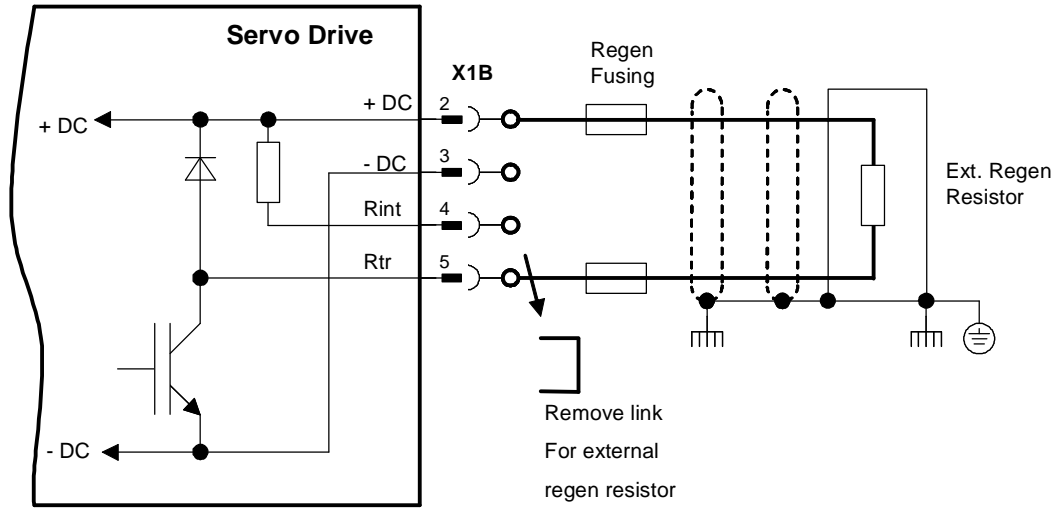 Servo Drive
X1B
Regen
Fusing
+ DC
2
+ DC
- DC
3
Ext. Regen
Resistor
Rint
4
Rtr
5
Remove link
For external
regen resistor
- DC